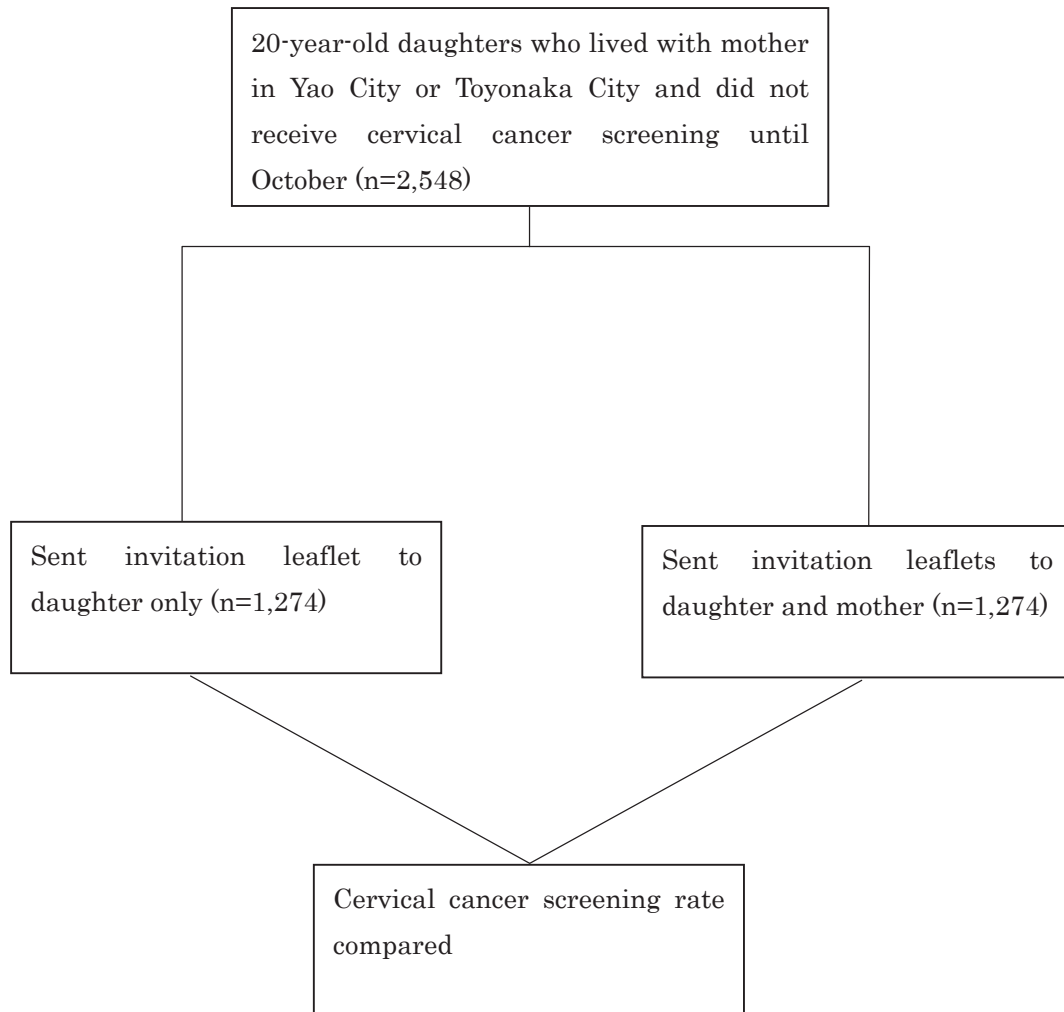 20-year-old daughters who lived with mother
in Yao City or Toyonaka City and did not
receive cervical cancer screening until
October (n=2,548)
Sent invitation leaflet to
daughter only (n=1,274)
Sent invitation leaflets to
daughter and mother (n=1,274)
Cervical cancer screening rate
compared